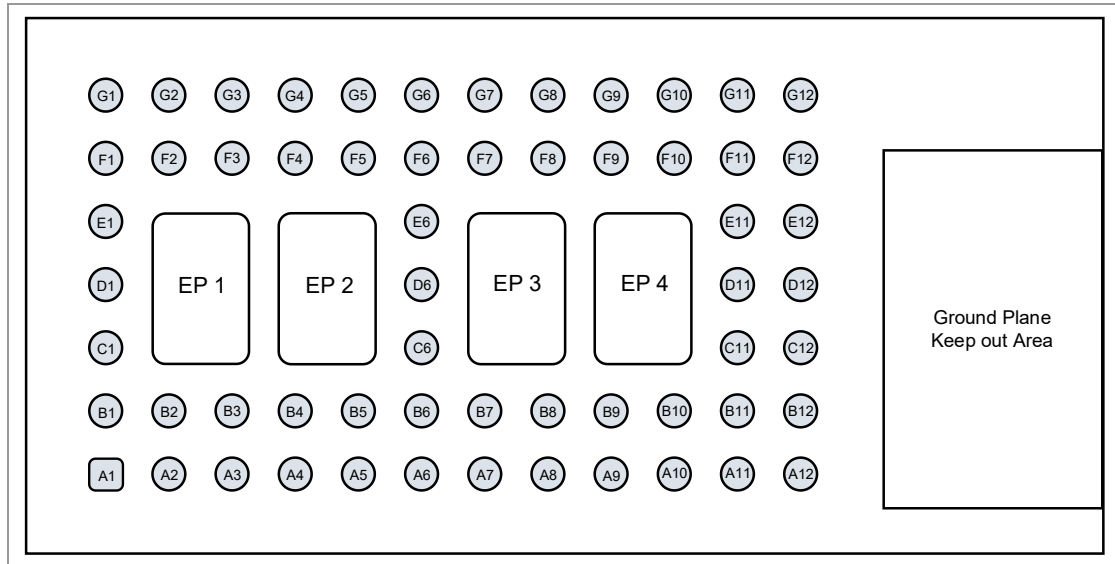 G1 G2 G3 G4 G5 G6 G7 G8 G9 G10 G11 G12
F1 F2 F3 F4 F5 F6 F7 F8 F9 F10 F11 F12
E1 E6 E11 E12
D1 EP 1 EP 2 D6 EP 3 EP 4 D11 D12
Ground Plane
Keep out Area
C1 C6 C11 C12
B1 B2 B3 B4 B5 B6 B7 B8 B9 B10 B11 B12
A1 A2 A3 A4 A5 A6 A7 A8 A9 A10 A11 A12